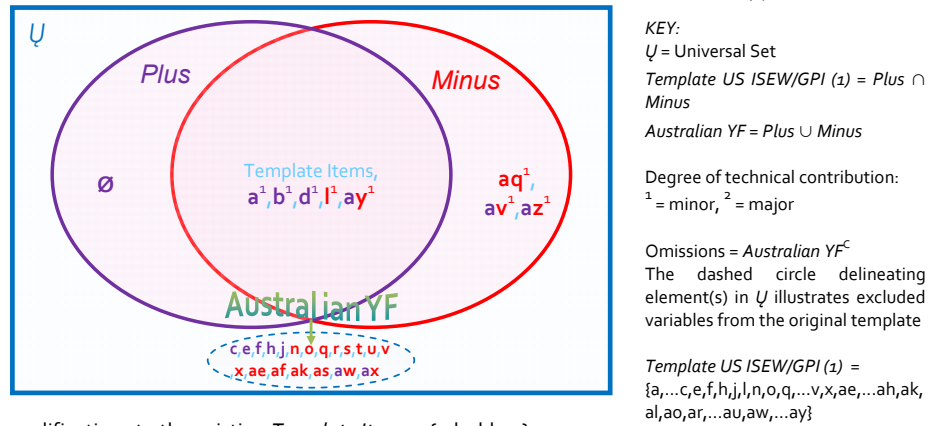 Ų
Plus
Minus
ø
Template Items,
a¹,b¹,d¹,l¹,ay¹
aq¹,
av¹,az¹
Australian YF
c,e,f,h,j,n,o,q,r,s,t,u,v
,x,ae,af,ak,as,aw,ax
KEY:
Ų = Universal Set
Template US ISEW/GPI (1) = Plus ∩
Minus
Australian YF = Plus ∪ Minus
Degree of technical contribution:
¹ = minor, ² = major
Omissions = Australian YFᶜ
The dashed circle delineating
element(s) in Ų illustrates excluded
variables from the original template
Template US ISEW/GPI (1) =
{a,...c,e,f,h,j,l,n,o,q,...v,x,ae,...ah,ak,
al,ao,ar,...au,aw,...ay}